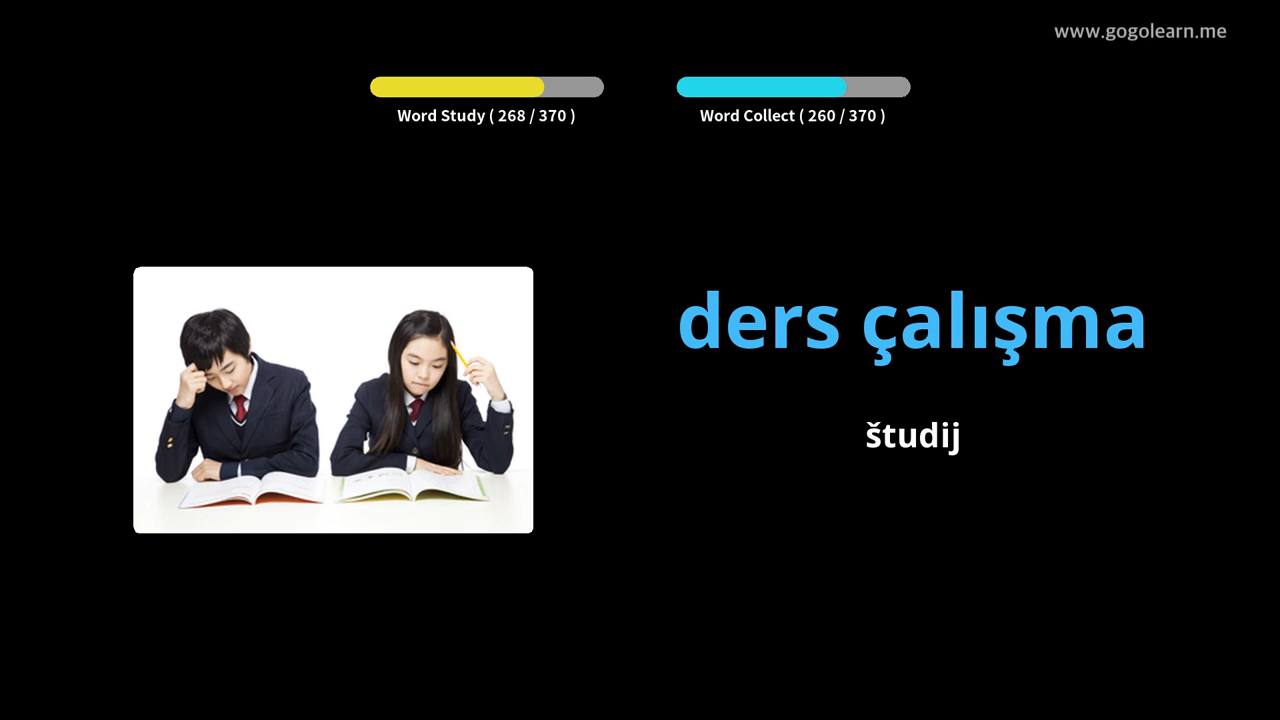 www.gogolearn.me
Word Study ( 268 / 370 )
Word Collect ( 260 / 370 )
ders çalışma
študij